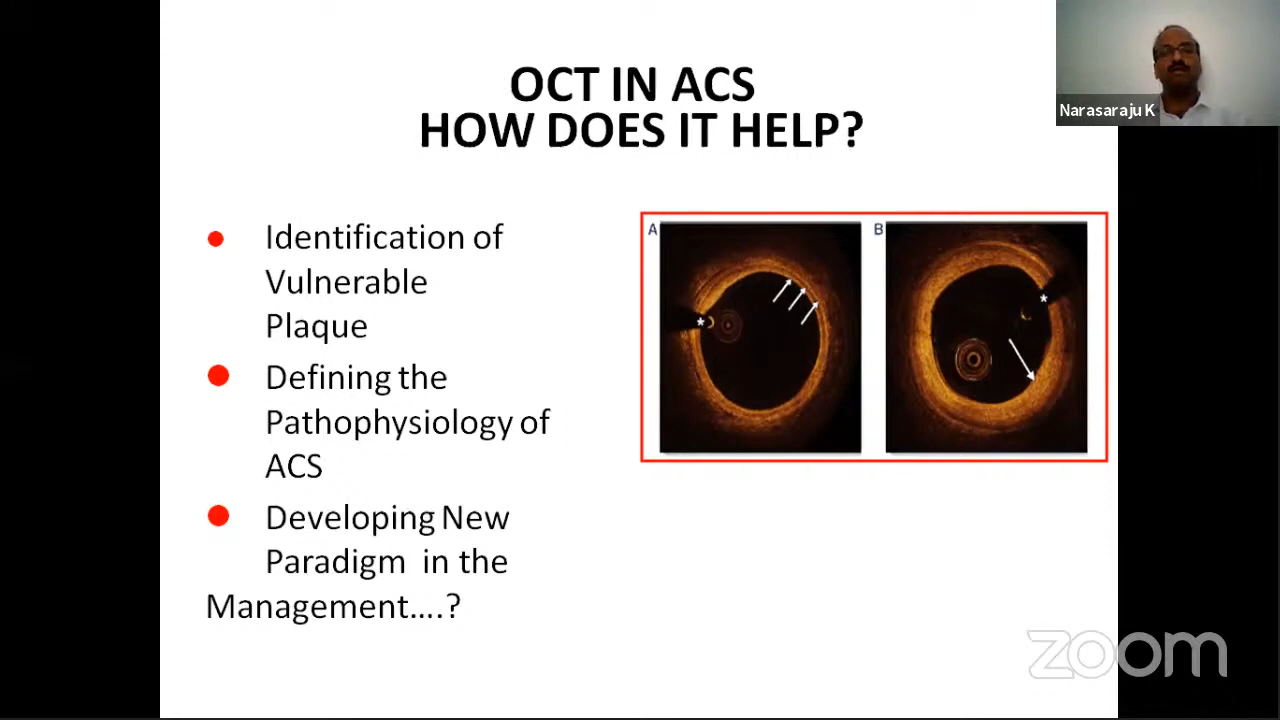 OCT IN ACS
HOW DOES IT HELP?
Narasaraju K
Identification of
Vulnerable
Plaque
Defining the
Pathophysiology of
ACS
Developing New
Paradigm in the
Management....?
A
B
*
*
zoom